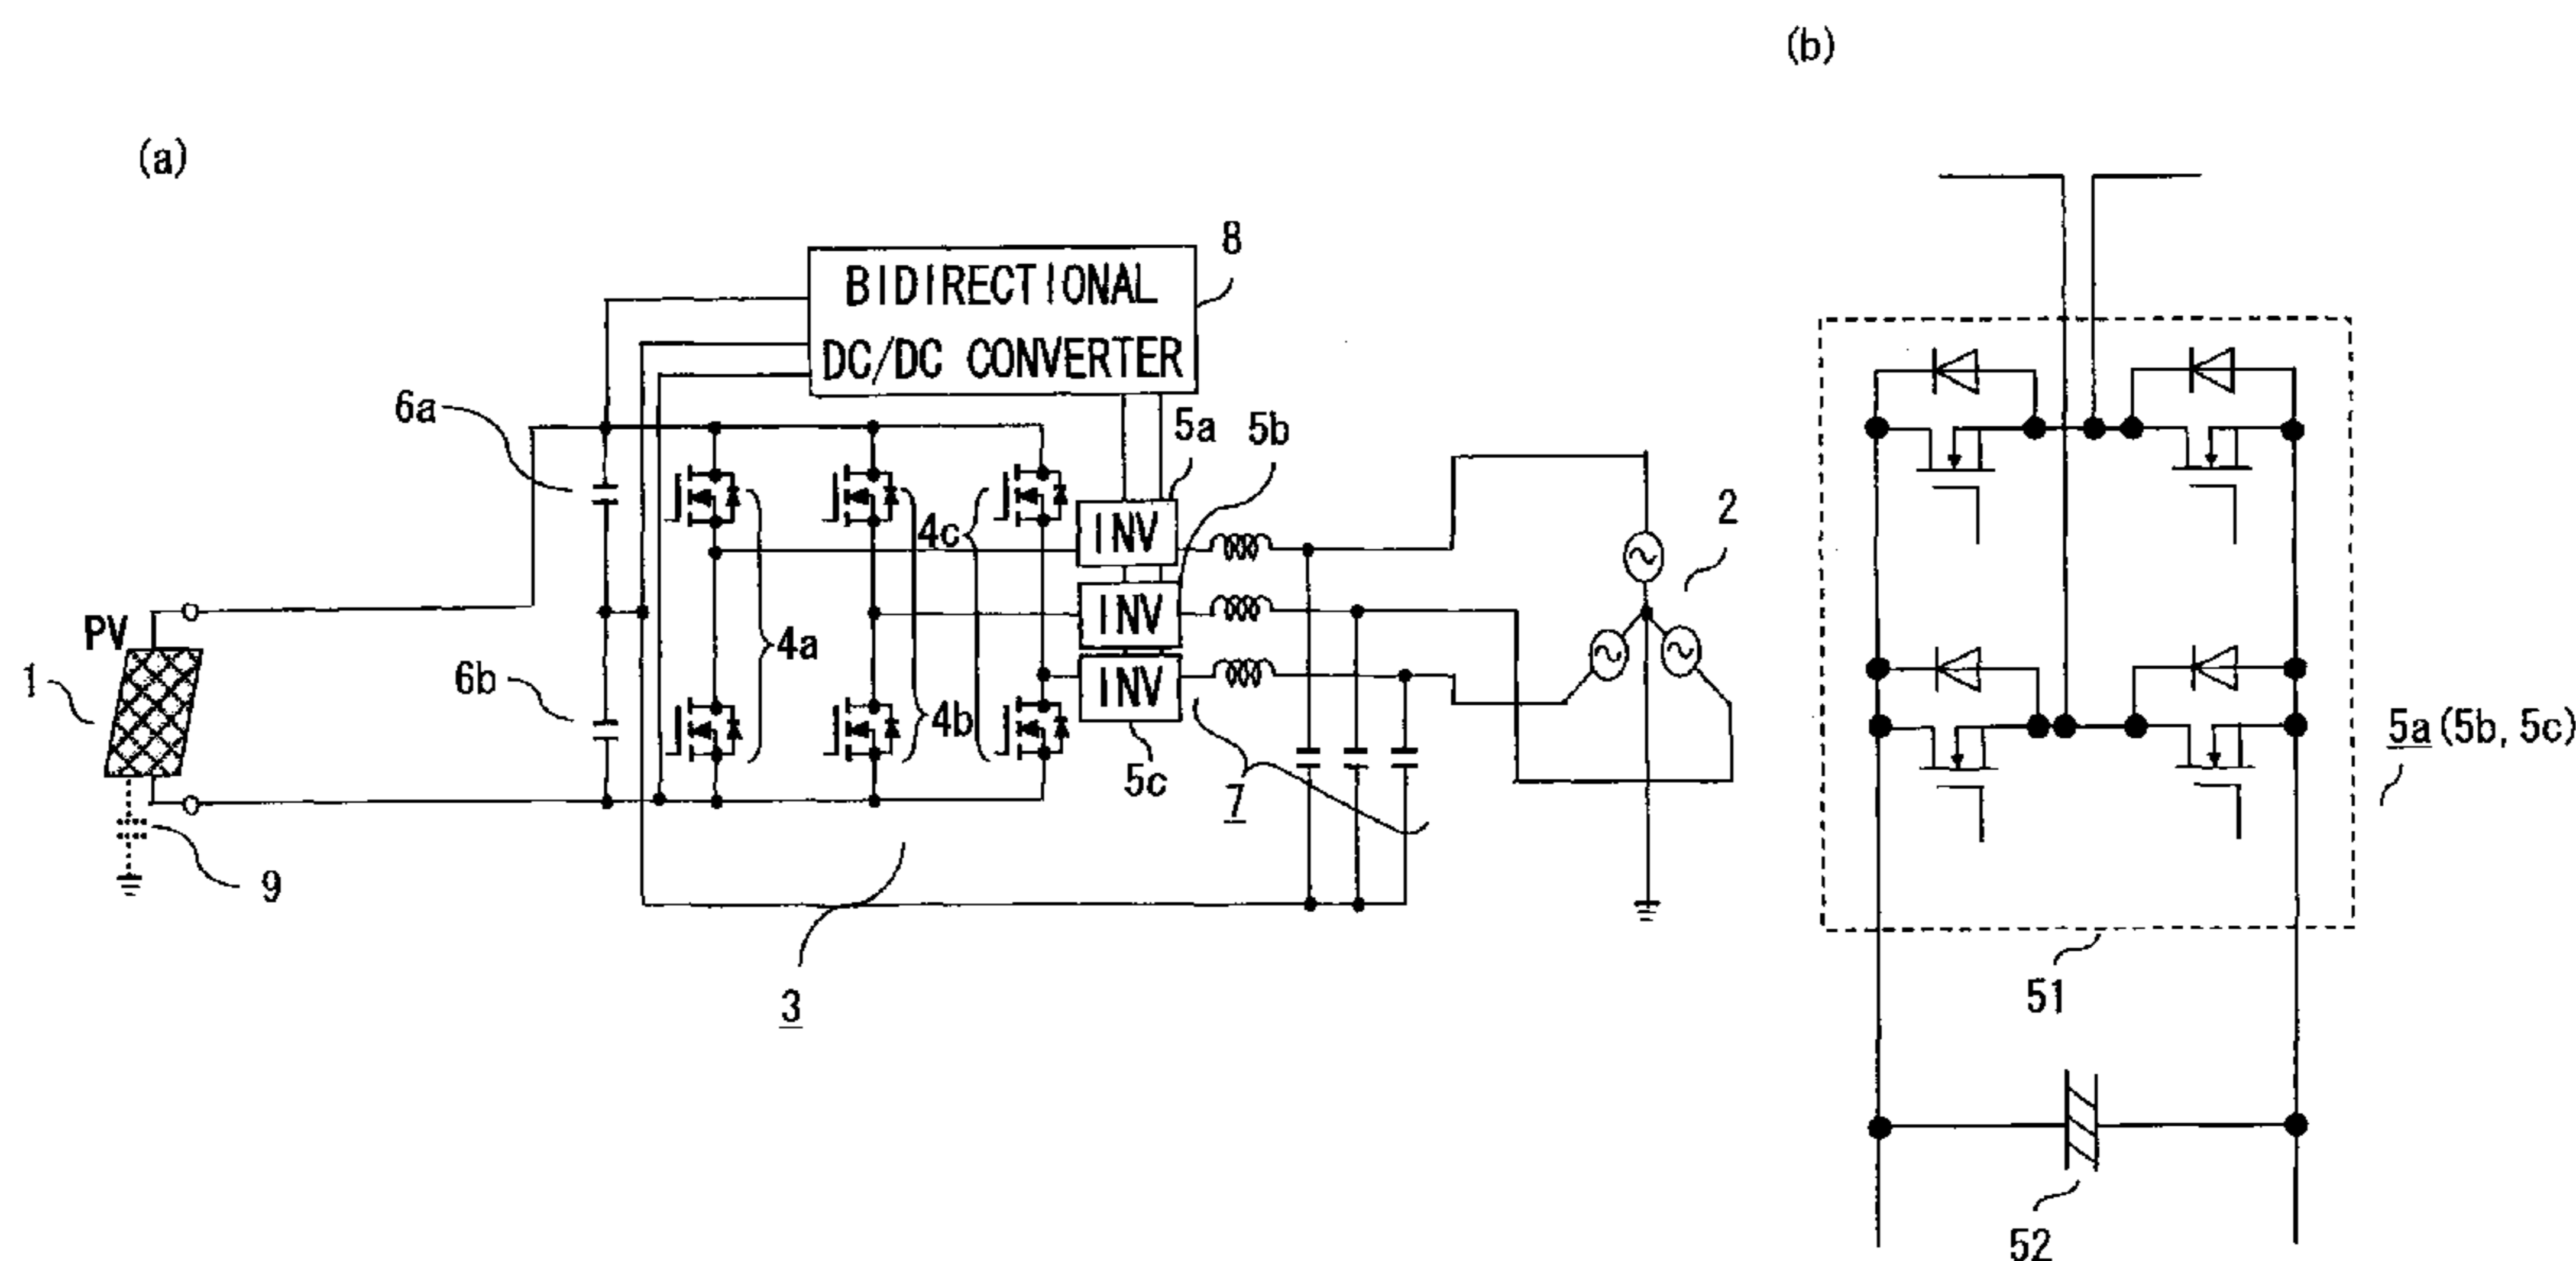 (b)
(a)
8
BIDIRECTIONAL
DC/DC CONVERTER
6a
5a
5b
4c
INV
2
PV
INV
1
4a
6b
INV
4b
5c
7
9
3
5a (5b, 5c)
51
52